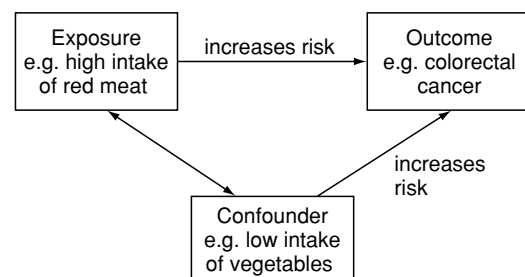 Exposure
e.g. high intake
of red meat
increases risk
Outcome
e.g. colorectal
cancer
increases
risk
Confounder
e.g. low intake
of vegetables